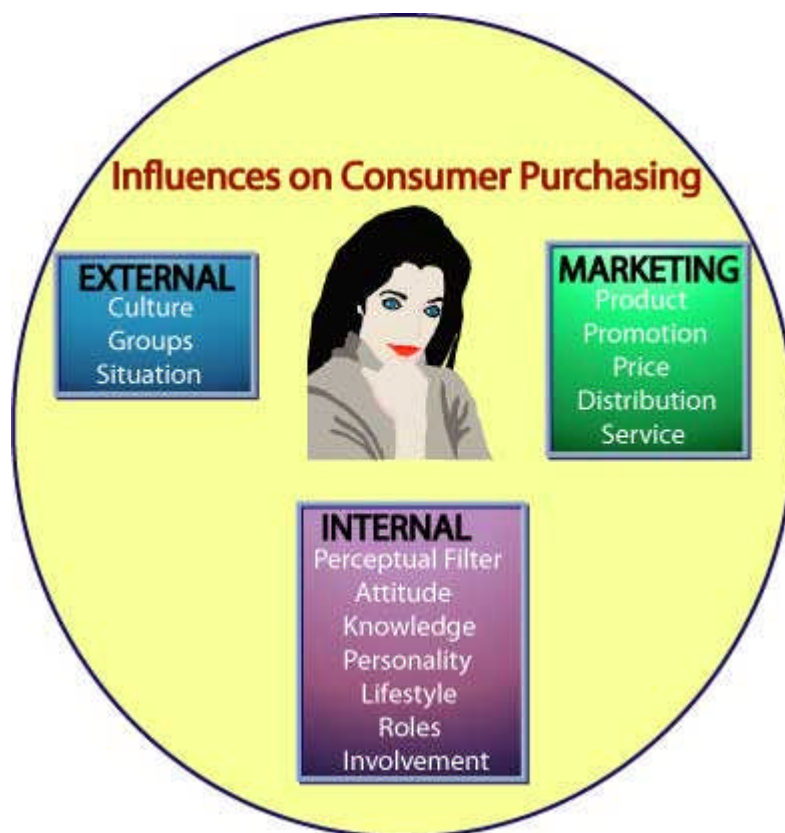 Influences on Consumer Purchasing
EXTERNAL
Culture
Groups
Situation
MARKETING
Product
Promotion
Price
Distribution
Service
INTERNAL
Perceptual Filter
Attitude
Knowledge
Personality
Lifestyle
Roles
Involvement